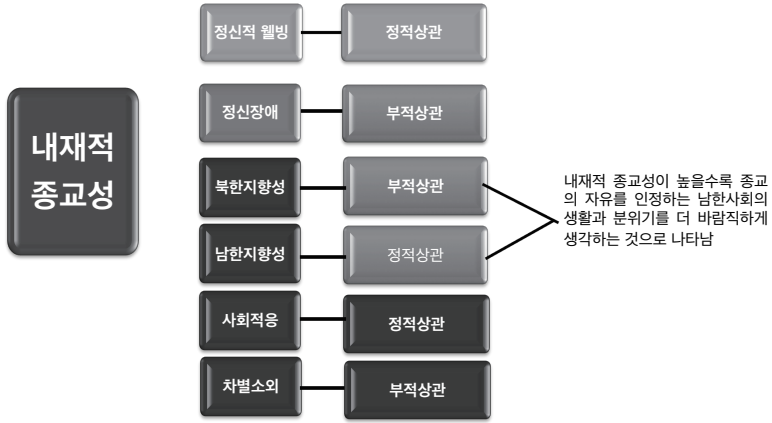 내재적
종교성
정신적 웰빙
정적상관
정신장애
부적상관
북한지향성
부적상관
남한지향성
정적상관
사회적응
정적상관
차별소외
부적상관
내재적 종교성이 높을수록 종교
의 자유를 인정하는 남한사회의
생활과 분위기를 더 바람직하게
생각하는 것으로 나타남